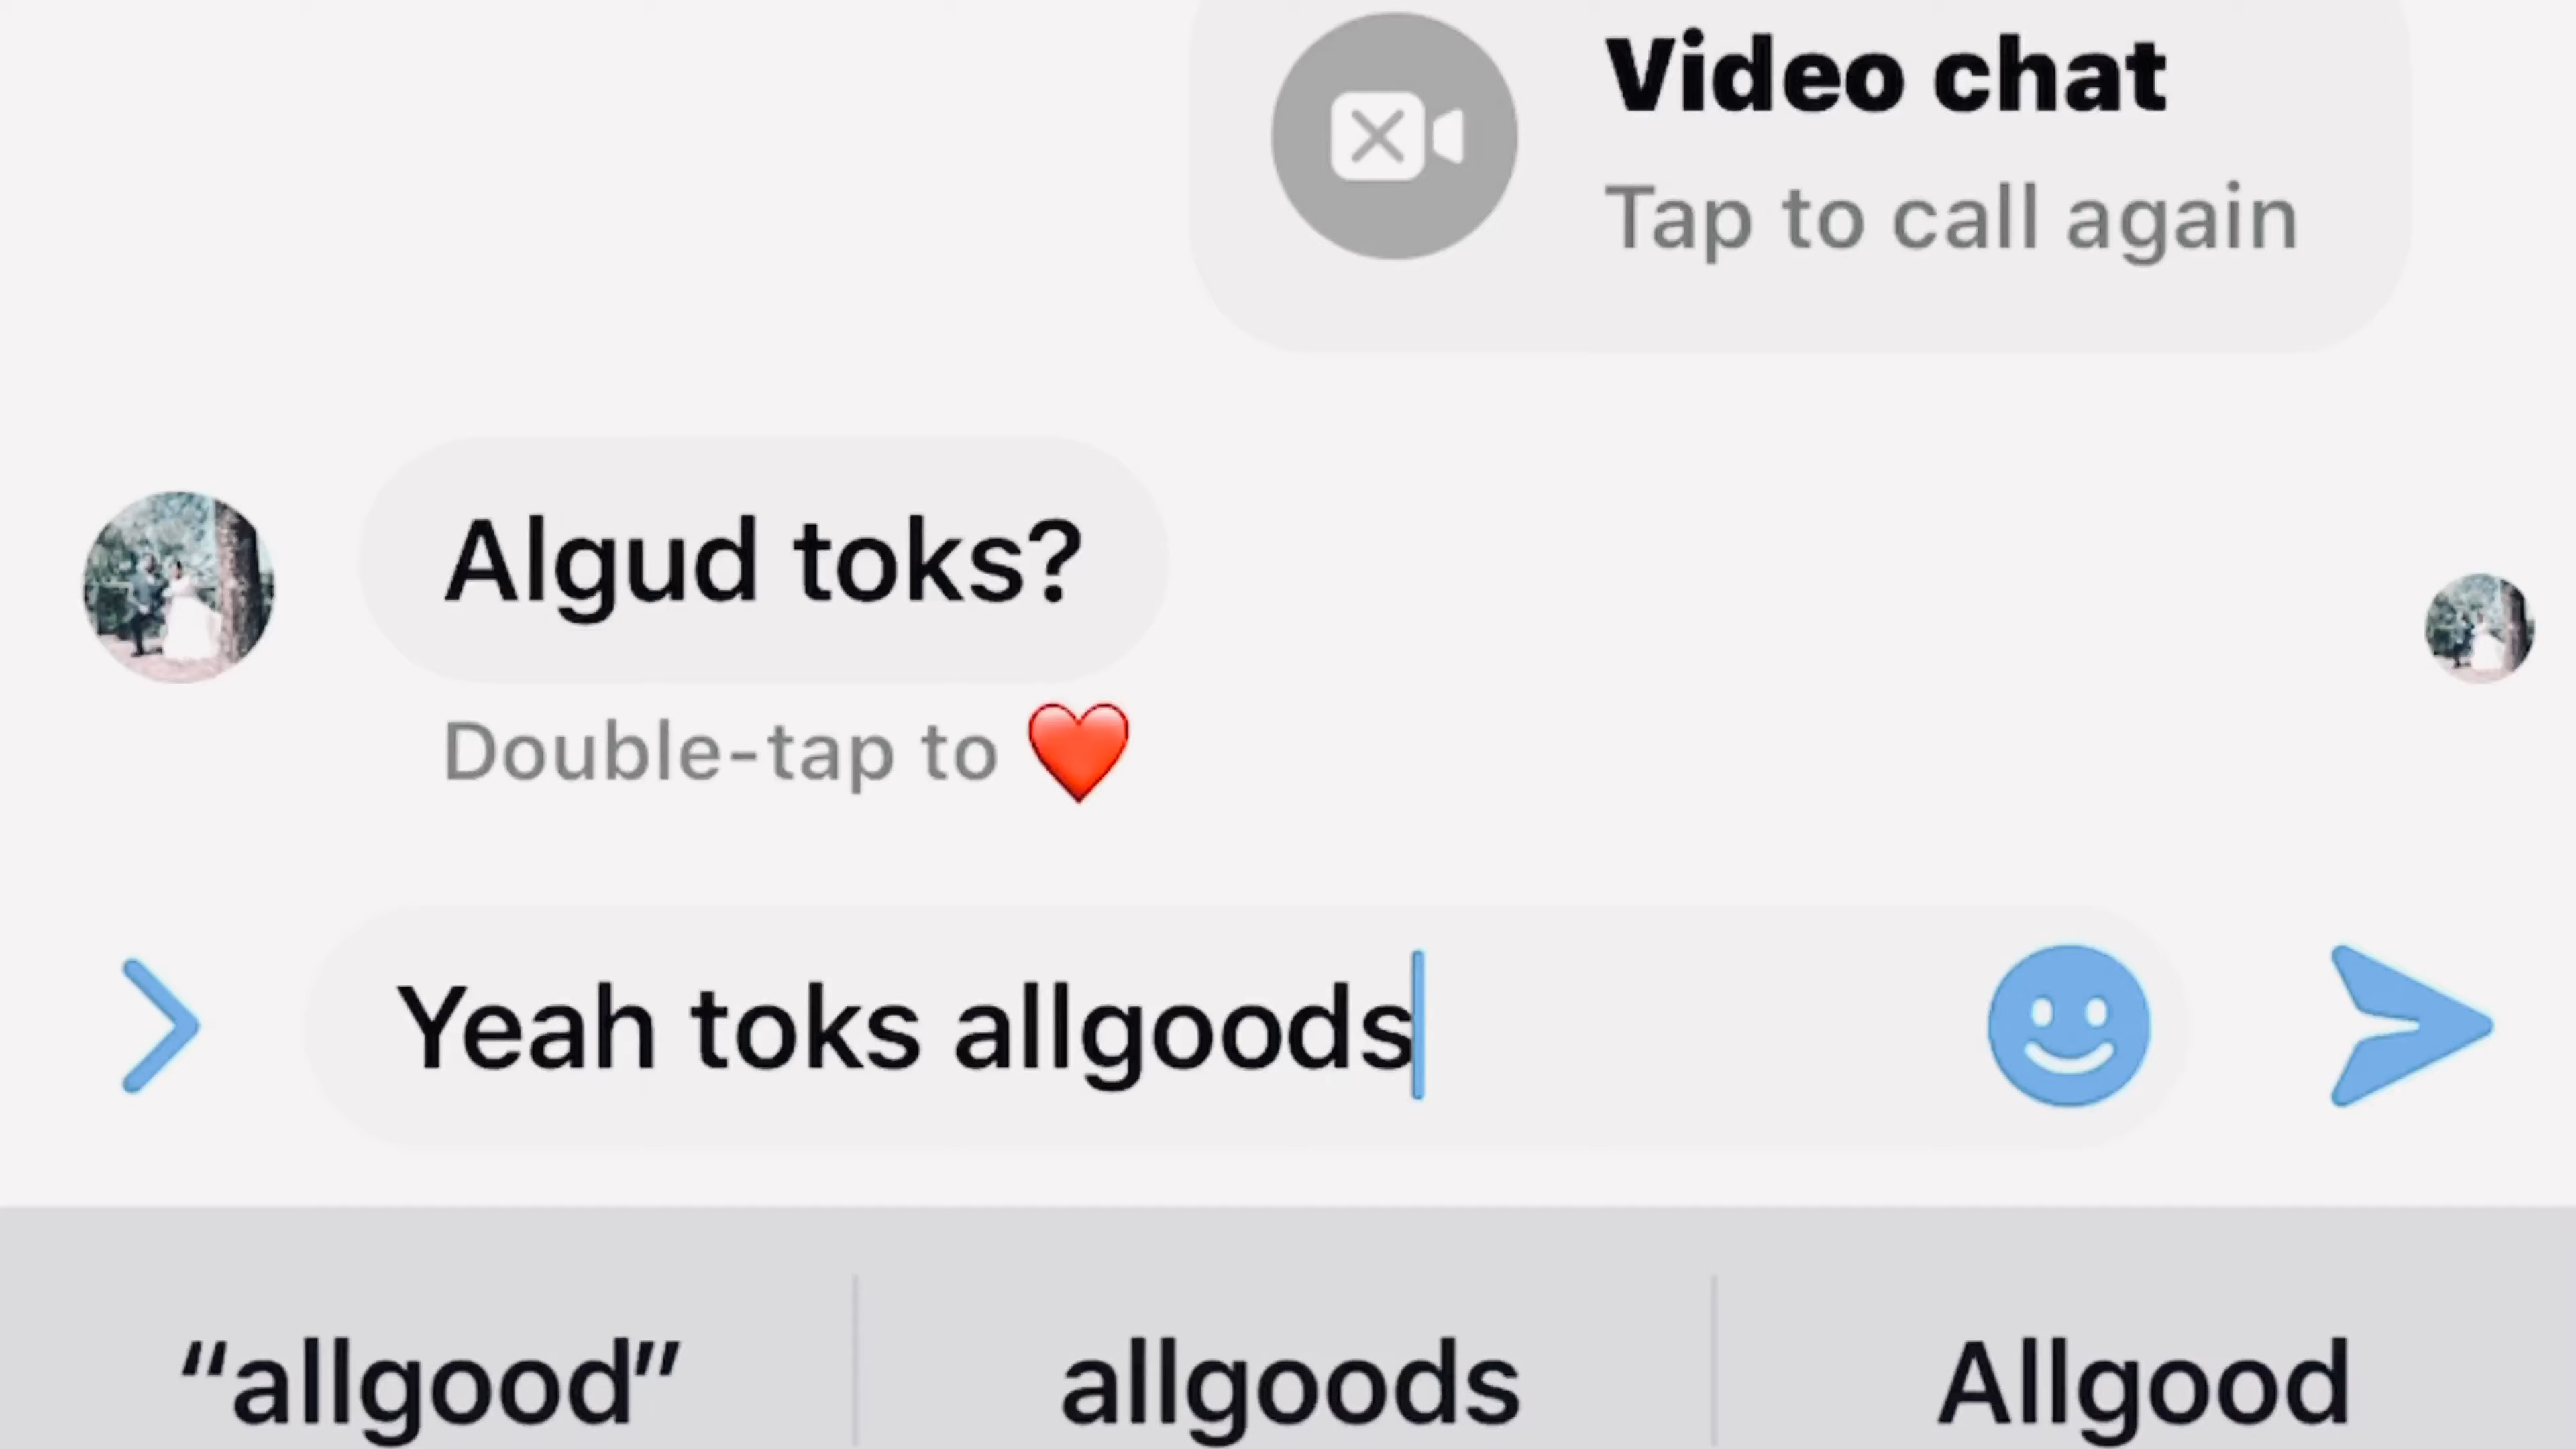 Video chat
Tap to call again
Algud toks?
Double-tap to ❤️
Yeah toks allgoods
“allgood” allgoods Allgood